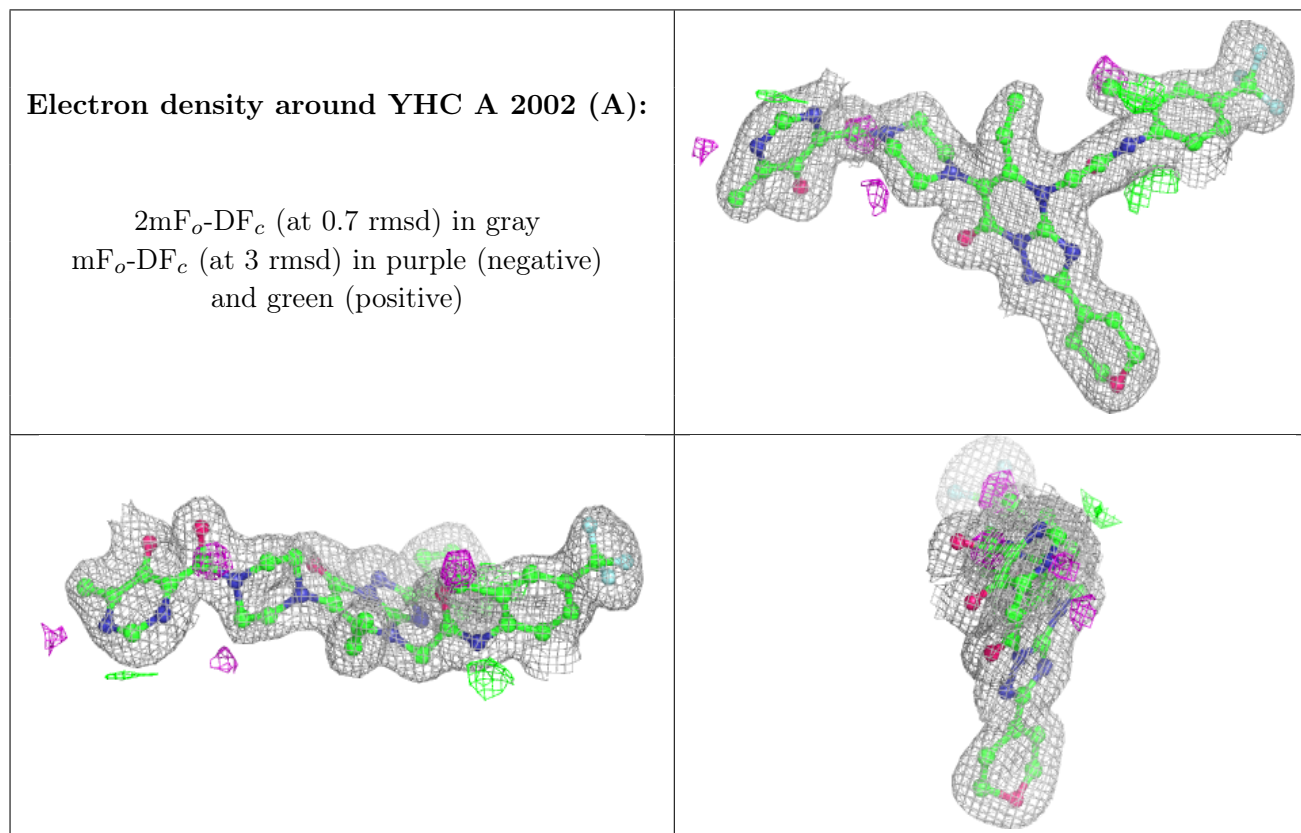 Electron density around YHC A 2002 (A):
2mFo-DFc (at 0.7 rmsd) in gray
mFo-DFc (at 3 rmsd) in purple (negative)
and green (positive)